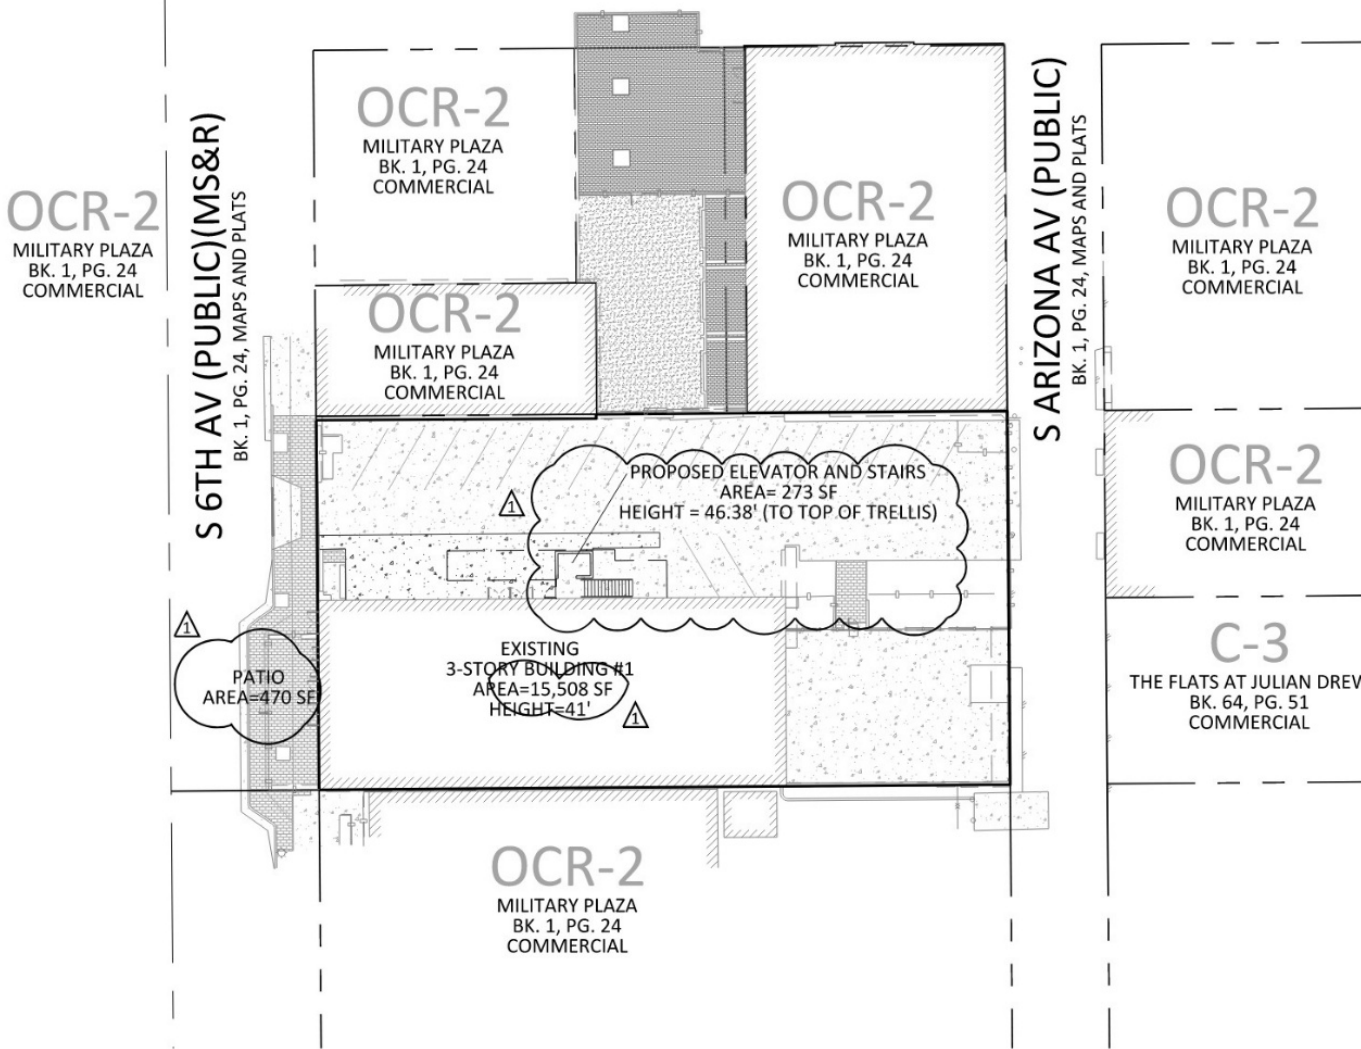 OCR-2
MILITARY PLAZA
BK. 1, PG. 24
COMMERCIAL
S 6TH AV (PUBLIC)(MS&R)
BK. 1, PG. 24, MAPS AND PLATS
OCR-2
MILITARY PLAZA
BK. 1, PG. 24
COMMERCIAL
OCR-2
MILITARY PLAZA
BK. 1, PG. 24
COMMERCIAL
OCR-2
MILITARY PLAZA
BK. 1, PG. 24
COMMERCIAL
S ARIZONA AV (PUBLIC)
BK. 1, PG. 24, MAPS AND PLATS
OCR-2
MILITARY PLAZA
BK. 1, PG. 24
COMMERCIAL
OCR-2
MILITARY PLAZA
BK. 1, PG. 24
COMMERCIAL
C-3
THE FLATS AT JULIAN DREW
BK. 64, PG. 51
COMMERCIAL
1
PROPOSED ELEVATOR AND STAIRS
AREA= 273 SF
HEIGHT = 46.38' (TO TOP OF TRELLIS)
1
PATIO
AREA=470 SF
EXISTING
3-STORY BUILDING #1
AREA=15,508 SF
HEIGHT=41'
1
OCR-2
MILITARY PLAZA
BK. 1, PG. 24
COMMERCIAL